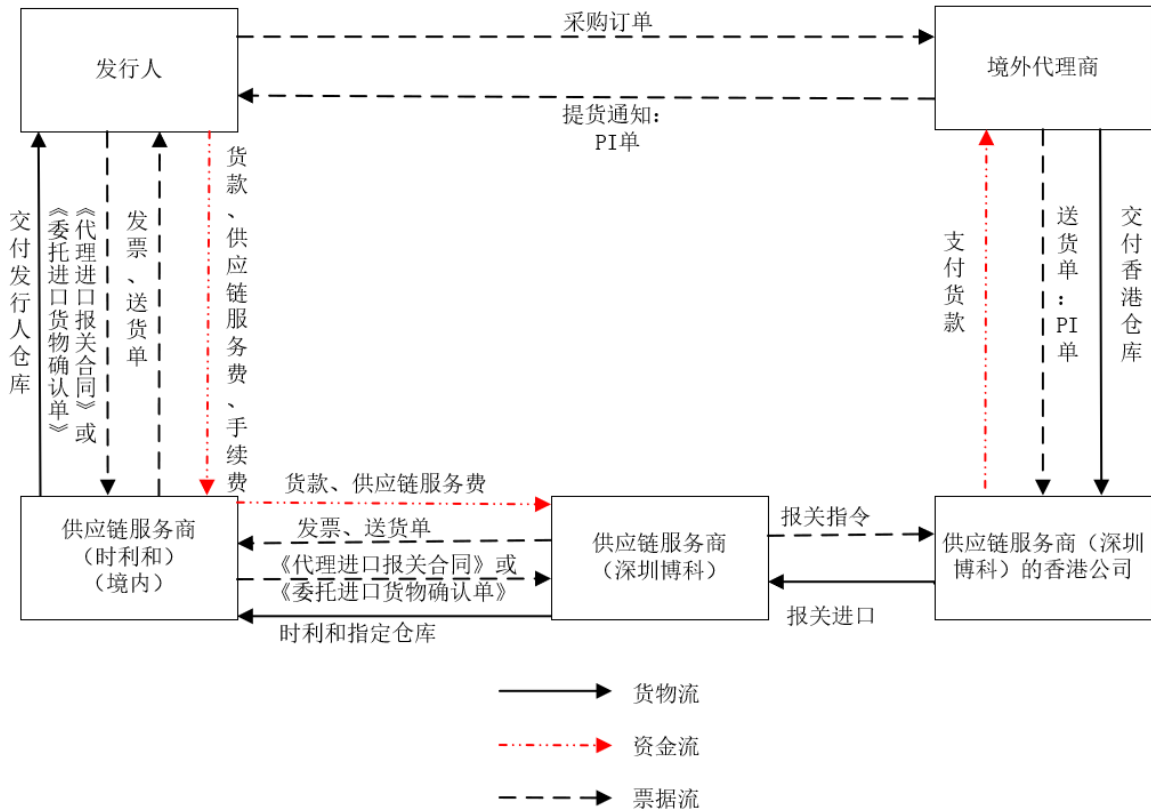 采购订单
发行人
境外代理商
提货通知：
PI单
交付发行人仓库
《代理进口报关合同》或
《委托进口货物确认单》
发票、送货单
货款、供应链服务费、手续费
支付货款
送货单：PI单
交付香港仓库
货款、供应链服务费
供应链服务商
（时利和）
（境内）
发票、送货单
《代理进口报关合同》或
《委托进口货物确认单》
时利和指定仓库
供应链服务商
（深圳博科）
报关指令
报关进口
供应链服务商（深圳
博科）的香港公司
货物流
资金流
票据流